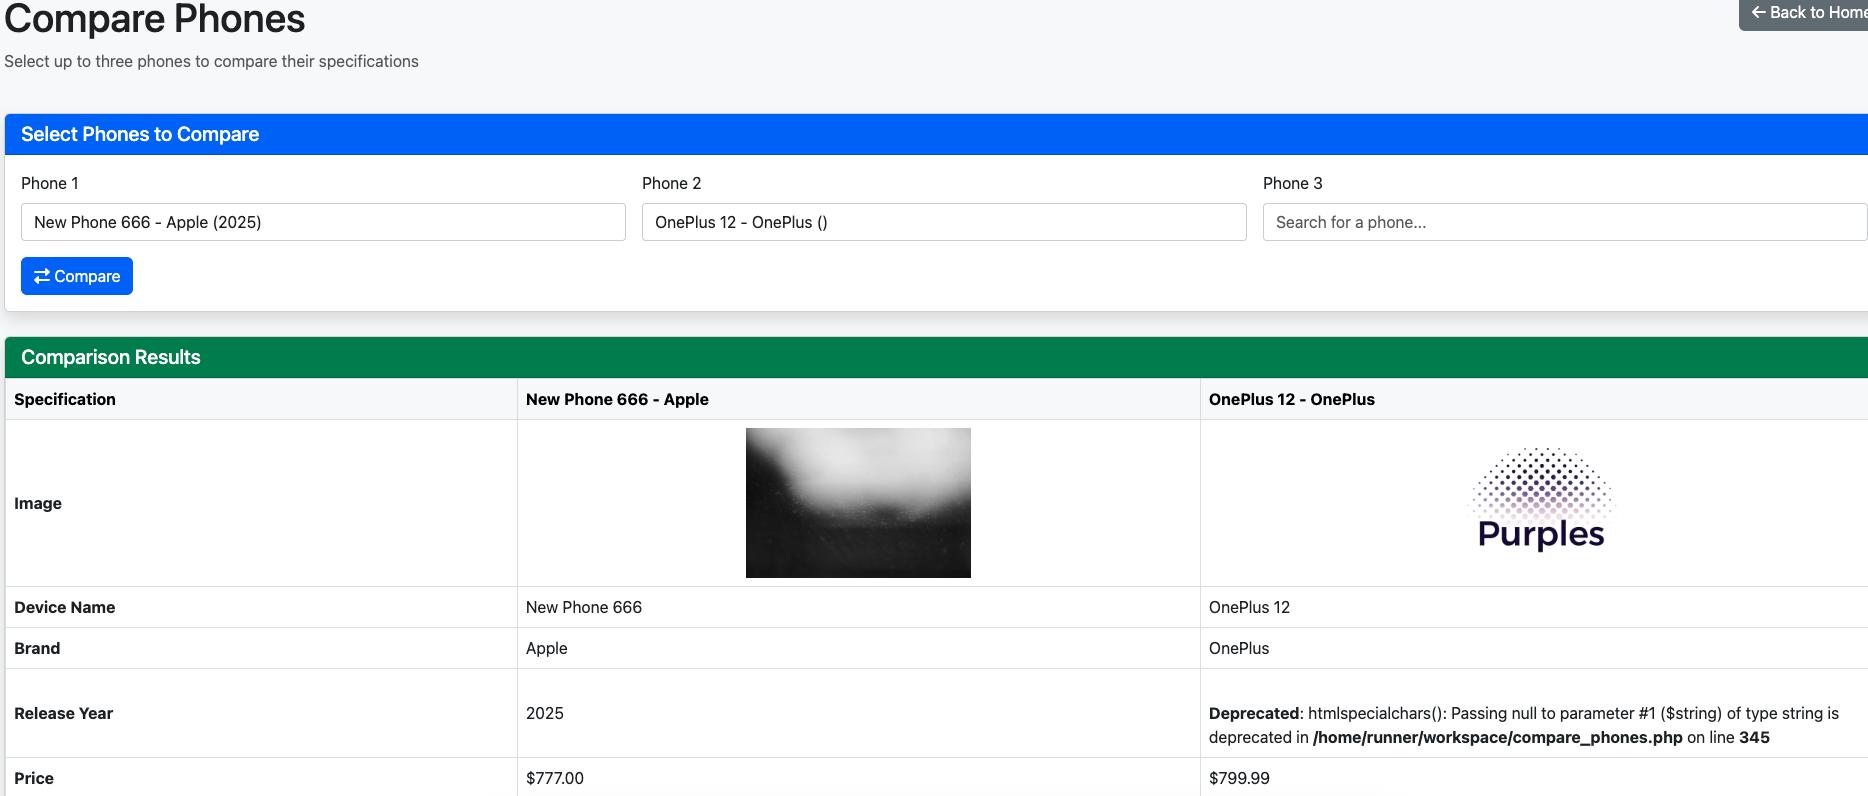 Compare Phones
← Back to Home
Select up to three phones to compare their specifications
Select Phones to Compare
Phone 1
Phone 2
Phone 3
New Phone 666 - Apple (2025)
OnePlus 12 - OnePlus ()
Search for a phone...
Compare
Comparison Results
Specification
New Phone 666 - Apple
OnePlus 12 - OnePlus
Image
Purples
Device Name
New Phone 666
OnePlus 12
Brand
Apple
OnePlus
Release Year
2025
Deprecated: htmlspecialchars(): Passing null to parameter #1 ($string) of type string is
deprecated in /home/runner/workspace/compare_phones.php on line 345
Price
$777.00
$799.99